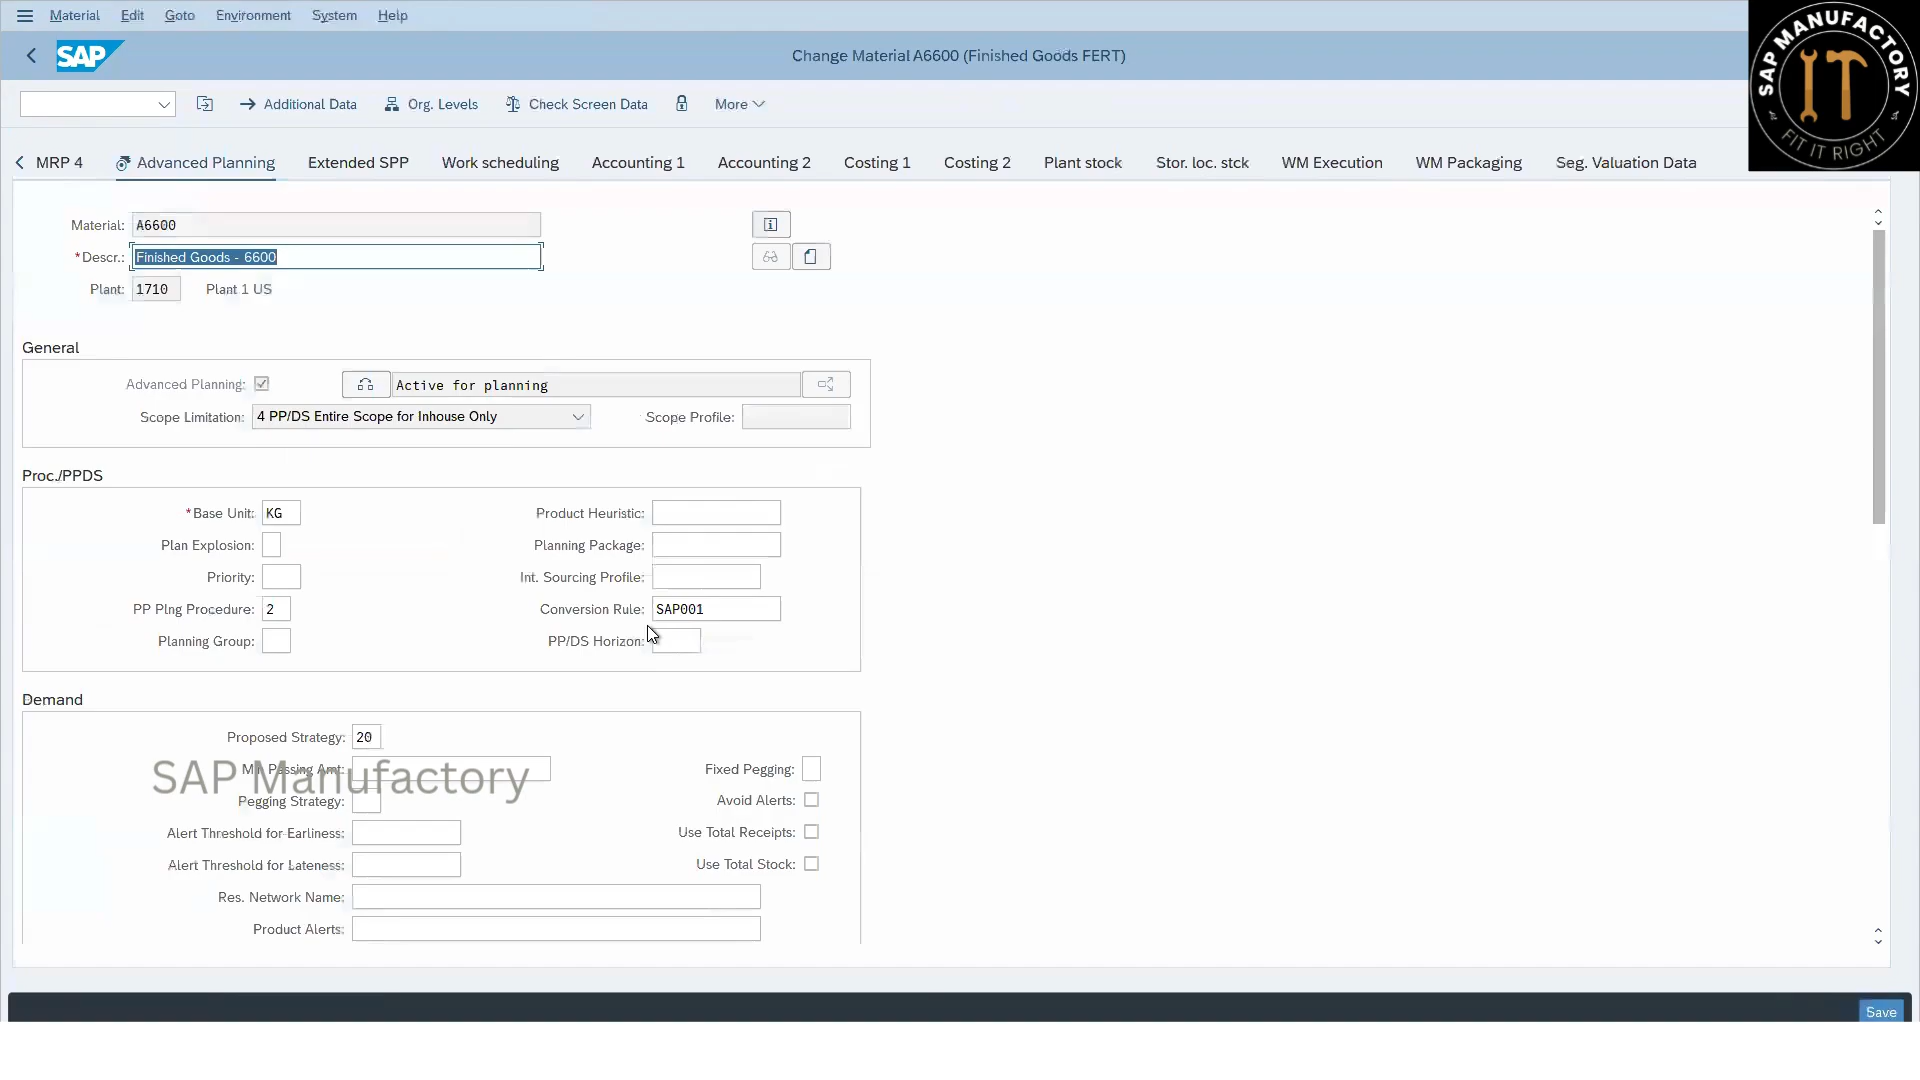 Material Edit Goto Environment System Help
SAP Change Material A6600 (Finished Goods FERT)
Additional Data Org. Levels Check Screen Data More
MRP 4 Advanced Planning Extended SPP Work scheduling Accounting 1 Accounting 2 Costing 1 Costing 2 Plant stock Stor. loc. stck WM Execution WM Packaging Seg. Valuation Data
SAP MANUFACTORY
IT
FIT IT RIGHT
Material: A6600
*Descr.: Finished Goods - 6600
Plant: 1710 Plant 1 US
General
Advanced Planning: Active for planning
Scope Limitation: 4 PP/DS Entire Scope for Inhouse Only Scope Profile:
Proc./PPDS
*Base Unit: KG Product Heuristic:
Plan Explosion: Planning Package:
Priority: Int. Sourcing Profile:
PP Plng Procedure: 2 Conversion Rule: SAP001
Planning Group: PP/DS Horizon:
Demand
Proposed Strategy: 20
Passing Amt: Fixed Pegging:
SAP Manufactory
Pegging Strategy: Avoid Alerts:
Alert Threshold for Earliness: Use Total Receipts:
Alert Threshold for Lateness: Use Total Stock:
Res. Network Name:
Product Alerts:
Save